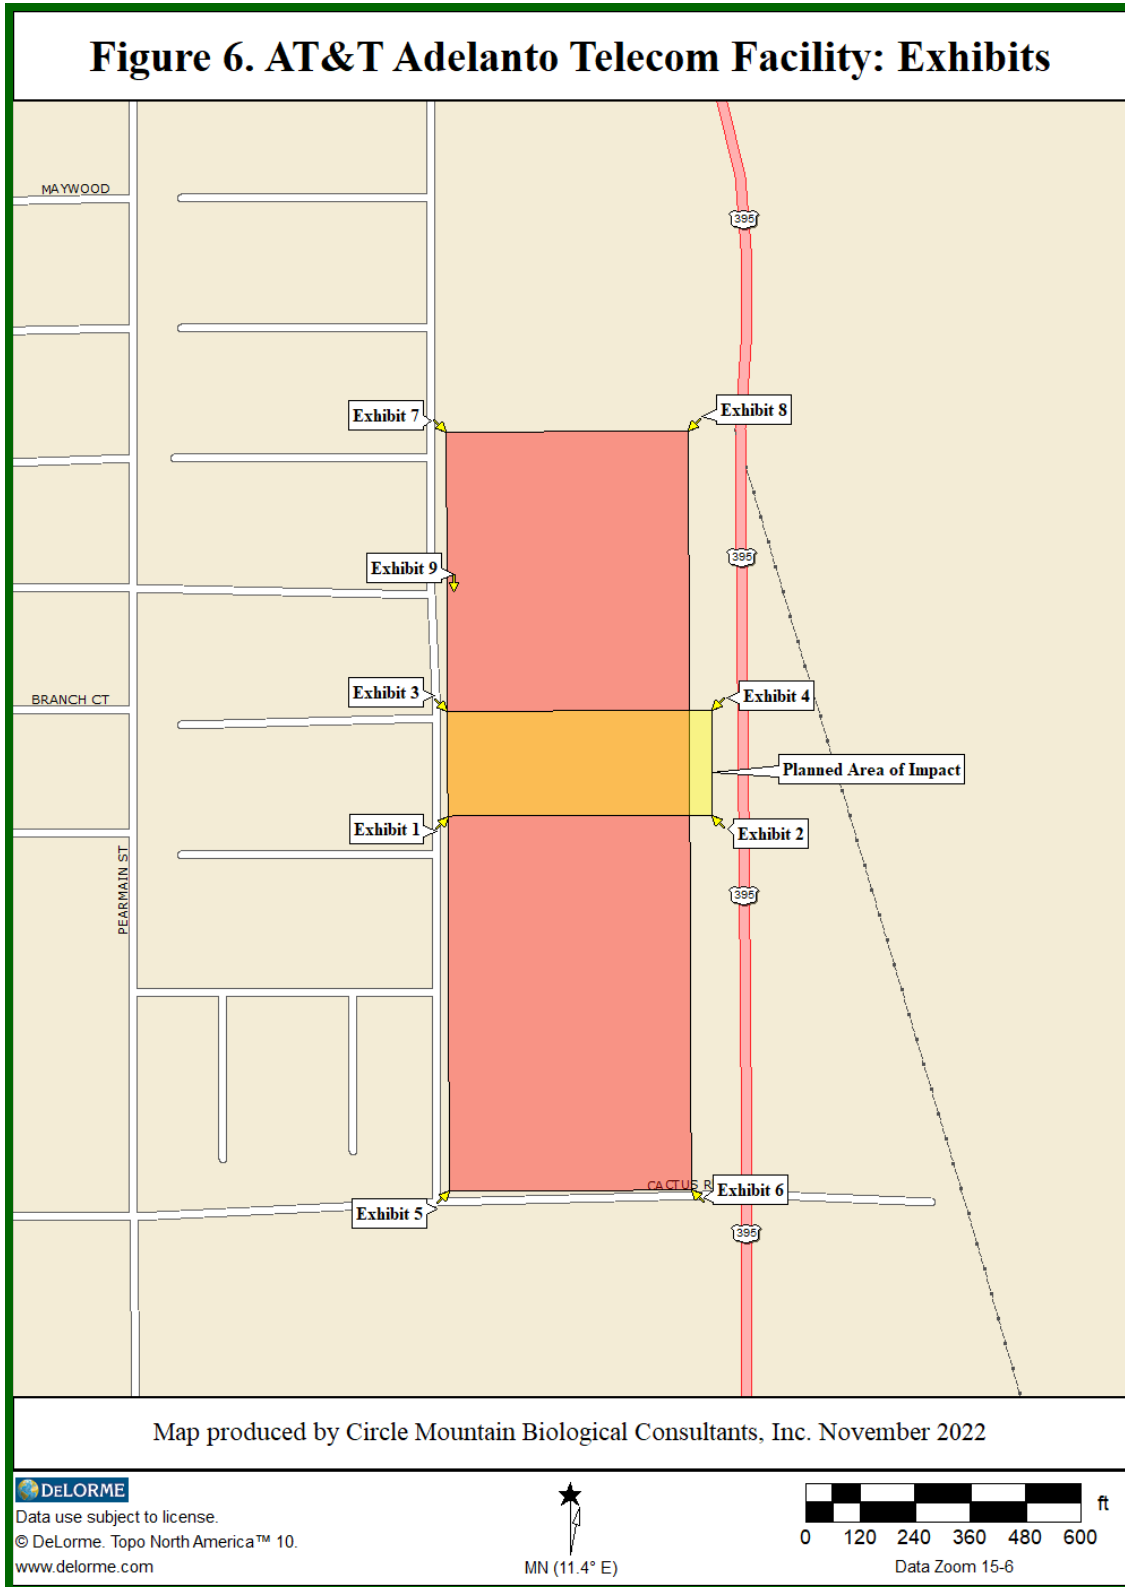 Figure 6. AT&T Adelanto Telecom Facility: Exhibits
MAYWOOD
395
Exhibit 7
Exhibit 8
395
Exhibit 9
Exhibit 3
Exhibit 4
BRANCH CT
Planned Area of Impact
Exhibit 1
Exhibit 2
PEARMAIN ST
395
CACTUS R
Exhibit 6
Exhibit 5
395
Map produced by Circle Mountain Biological Consultants, Inc. November 2022
DELORME
Data use subject to license.
© DeLorme. Topo North America™ 10.
www.delorme.com
MN (11.4° E)
ft
0 120 240 360 480 600
Data Zoom 15-6